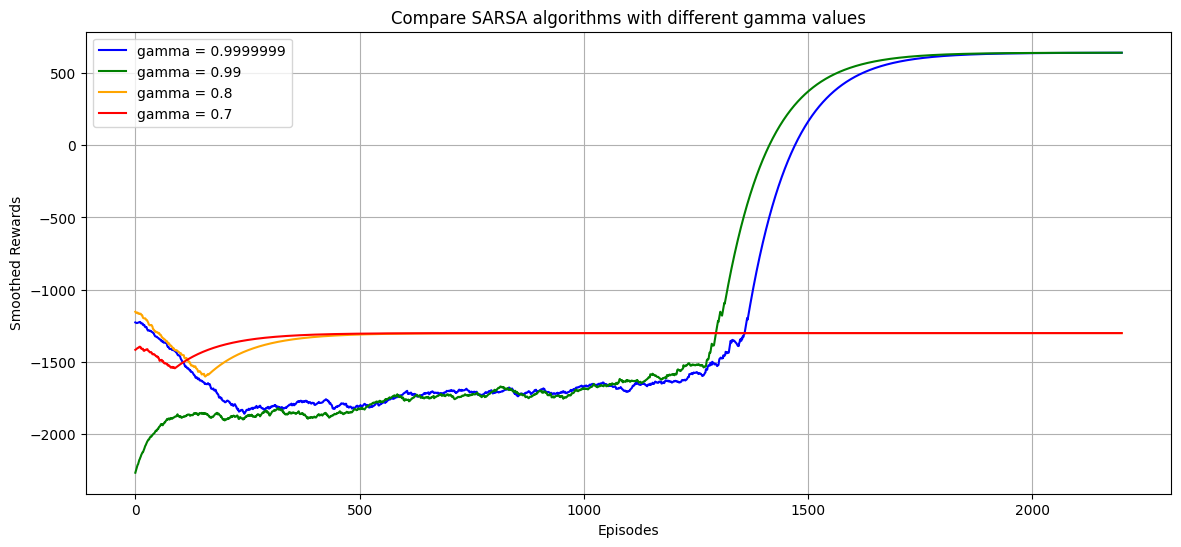 Compare SARSA algorithms with different gamma values
gamma = 0.9999999
gamma = 0.99
gamma = 0.8
gamma = 0.7
Smoothed Rewards
500
0
−500
−1000
−1500
−2000
0
500
1000
1500
2000
Episodes